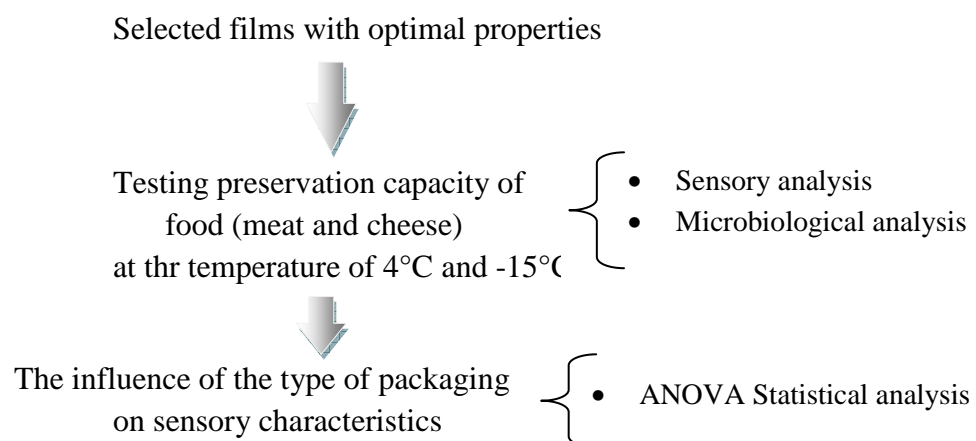 Selected films with optimal properties
Testing preservation capacity of
food (meat and cheese)
at thr temperature of 4°C and -15°C
• Sensory analysis
• Microbiological analysis
The influence of the type of packaging
on sensory characteristics
• ANOVA Statistical analysis